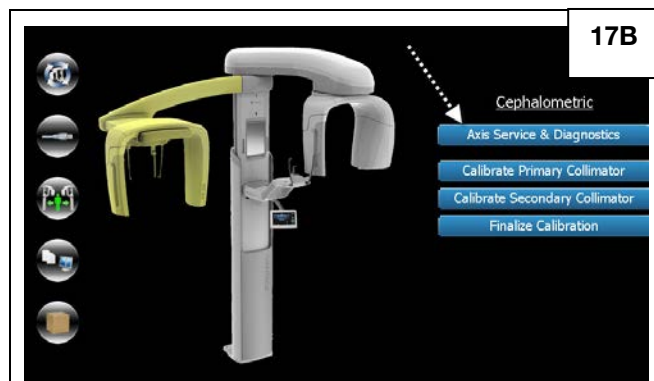 17B
Cephalometric
Axis Service & Diagnostics
Calibrate Primary Collimator
Calibrate Secondary Collimator
Finalize Calibration